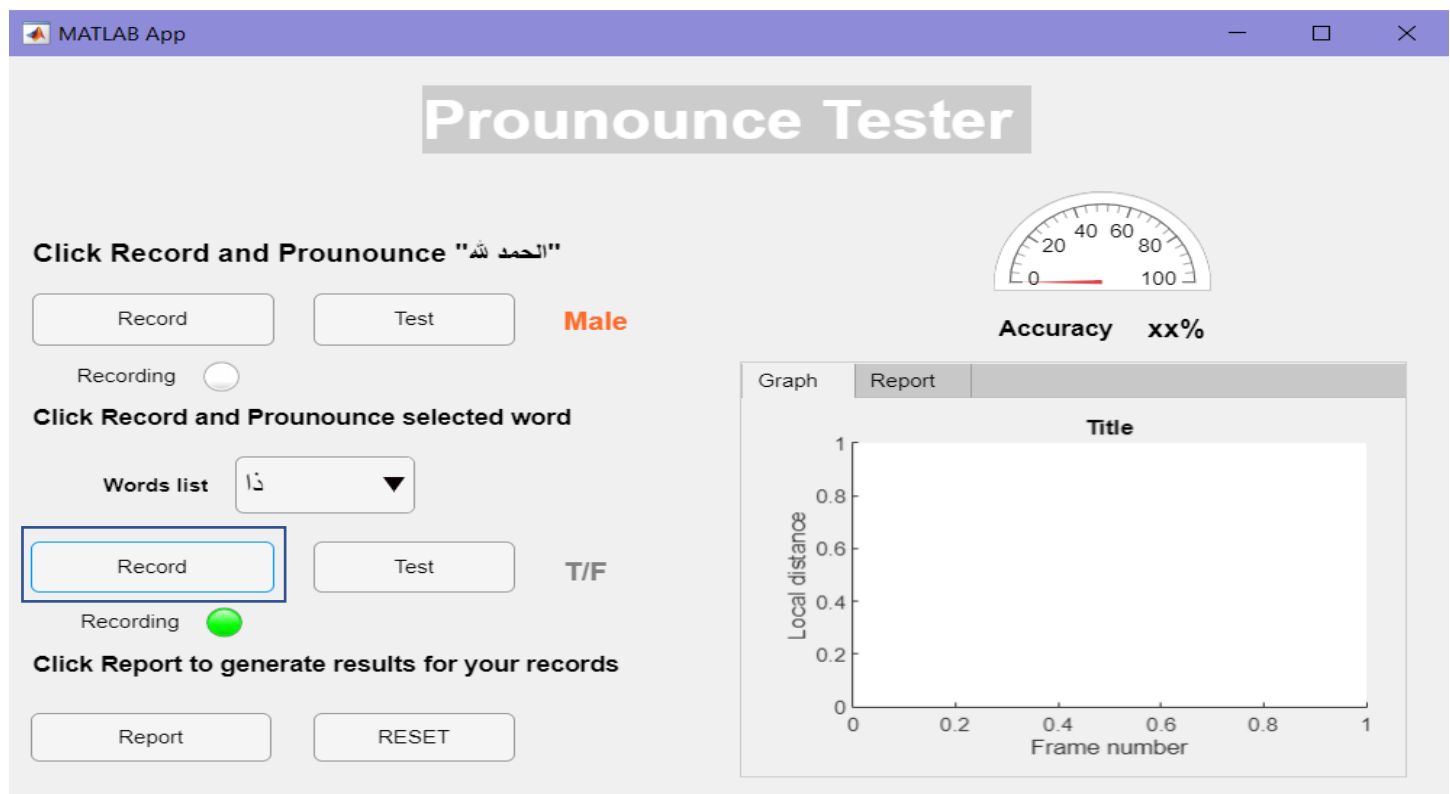 MATLAB App
Prounounce Tester
Click Record and Prounounce "الحمد لله"
Record
Test
Male
Recording
Click Record and Prounounce selected word
Words list
ذا
Record
Test
T/F
Recording
Click Report to generate results for your records
Report
RESET
0
20
40
60
80
100
Accuracy xx%
Graph
Report
Title
1
0.8
0.6
0.4
0.2
0
Local distance
0
0.2
0.4
0.6
0.8
1
Frame number